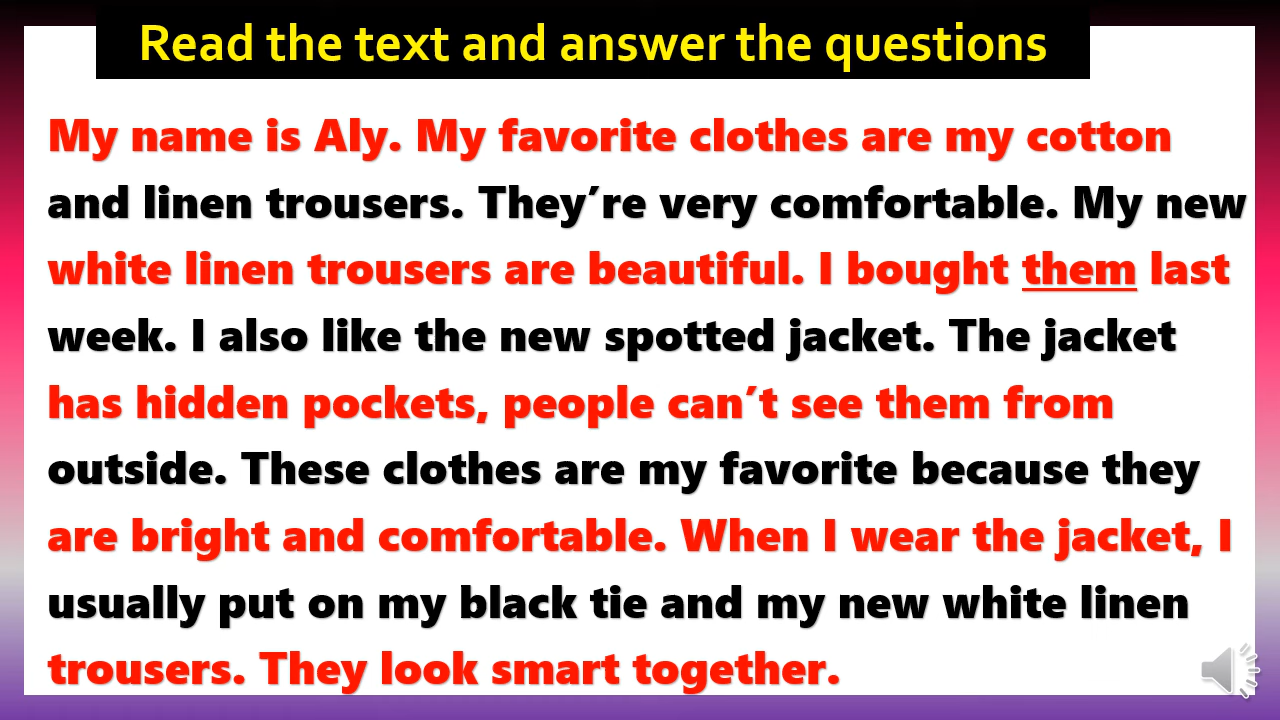 Read the text and answer the questions
My name is Aly. My favorite clothes are my cotton
and linen trousers. They´re very comfortable. My new
white linen trousers are beautiful. I bought them last
week. I also like the new spotted jacket. The jacket
has hidden pockets, people can´t see them from
outside. These clothes are my favorite because they
are bright and comfortable. When I wear the jacket, I
usually put on my black tie and my new white linen
trousers. They look smart together.